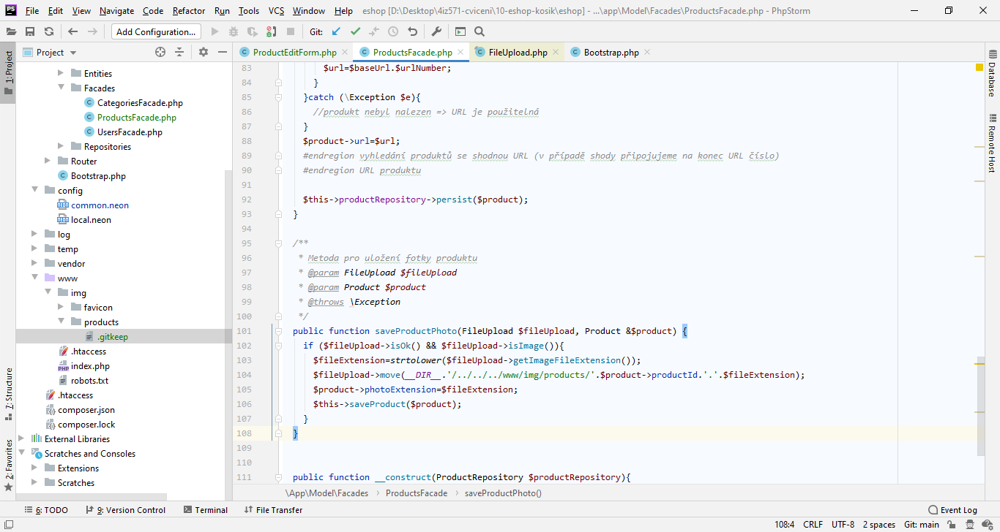 PS File Edit View Navigate Code Refactor Run Tools VCS Window Help eshop [D:\Desktop\4iz571-cviceni\10-eshop-kosik\eshop] - ...\app\Model\Facades\ProductsFacade.php - PhpStorm
Add Configuration... Git:
Project
ProductEditForm.php ProductsFacade.php FileUpload.php Bootstrap.php
1: Project
7: Structure
2: Favorites
Entities
Facades
CategoriesFacade.php
ProductsFacade.php
UsersFacade.php
Repositories
Router
Bootstrap.php
config
common.neon
local.neon
log
temp
vendor
www
img
favicon
products
.gitkeep
.htaccess
index.php
robots.txt
.htaccess
composer.json
composer.lock
External Libraries
Scratches and Consoles
Extensions
Scratches
83 $url=$baseUrl.$urlNumber;
84 }
85 }catch (\Exception $e){
86 //produkt nebyl nalezen => URL je použitelná
87 }
88 $product->url=$url;
89 #endregion vyhledání produktů se shodnou URL (v případě shody připojujeme na konec URL číslo)
90 #endregion URL produktu
91
92 $this->productRepository->persist($product);
93 }
94
95 /**
96 * Metoda pro uložení fotky produktu
97 * @param FileUpload $fileUpload
98 * @param Product $product
99 * @throws \Exception
100 */
101 public function saveProductPhoto(FileUpload $fileUpload, Product &$product) {
102 if ($fileUpload->isOk() && $fileUpload->isImage()){
103 $fileExtension=strtolower($fileUpload->getImageFileExtension());
104 $fileUpload->move(__DIR__.'/../../../www/img/products/'.$product->productId.'.'.$fileExtension);
105 $product->photoExtension=$fileExtension;
106 $this->saveProduct($product);
107 }
108 }
109
110
111 public function __construct(ProductRepository $productRepository){
Database
Remote Host
\App\Model\Facades › ProductsFacade › saveProductPhoto()
6: TODO 9: Version Control Terminal File Transfer Event Log
108:4 CRLF UTF-8 2 spaces Git: main